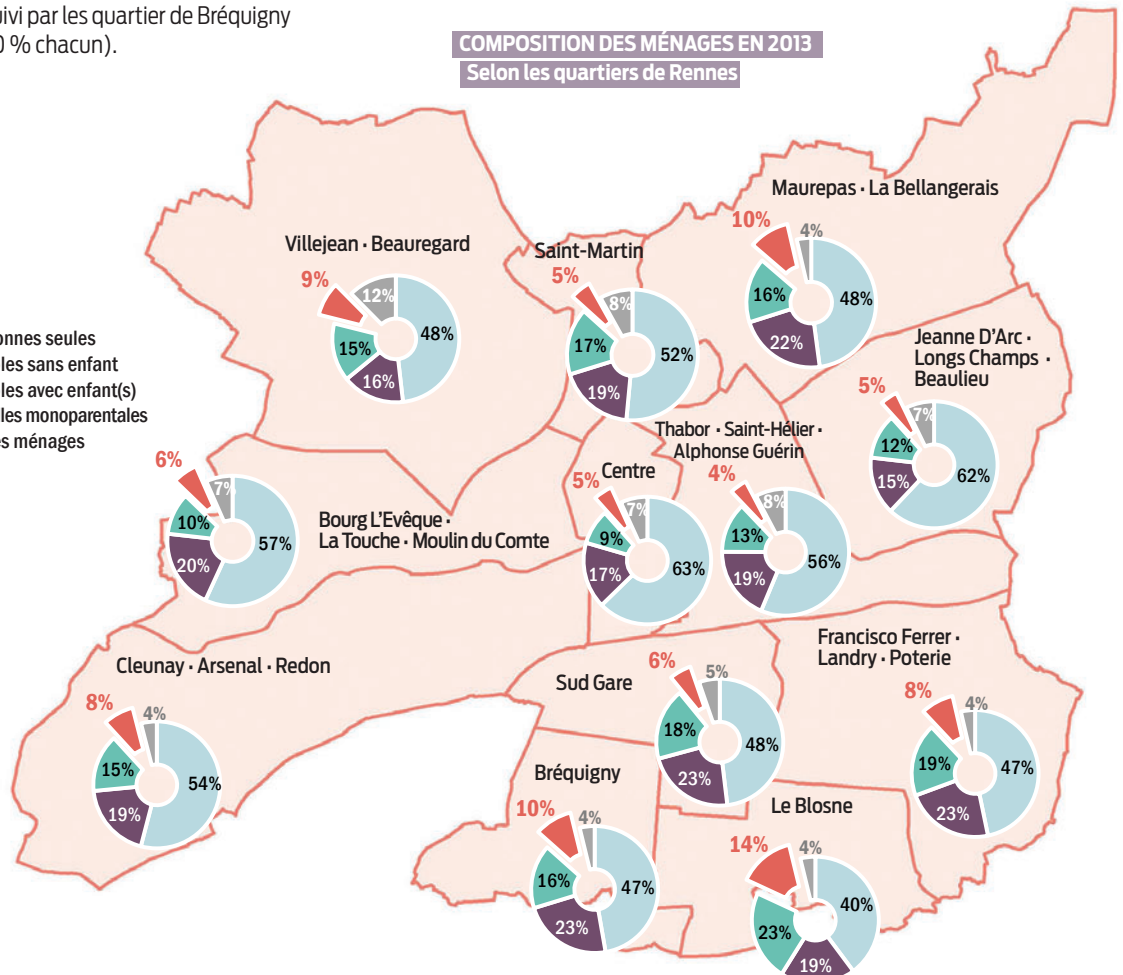 uivi par les quartier de Bréquigny
0 % chacun).
COMPOSITION DES MÉNAGES EN 2013
Selon les quartiers de Rennes
Maurepas · La Bellangerais
10%
4%
16%
48%
22%
Villejean · Beauregard
9%
12%
48%
15%
16%
Saint-Martin
5%
8%
17%
52%
19%
Jeanne D'Arc ·
Longs Champs ·
Beaulieu
5%
7%
12%
62%
15%
onnes seules
les sans enfant
les avec enfant(s)
les monoparentales
es ménages
Thabor · Saint-Hélier ·
Alphonse Guérin
4%
8%
13%
56%
19%
Centre
5%
7%
9%
63%
17%
6%
7%
10%
57%
20%
Bourg L'Evêque ·
La Touche · Moulin du Comte
Cleunay · Arsenal · Redon
8%
4%
15%
54%
19%
Sud Gare
6%
5%
18%
48%
23%
Francisco Ferrer ·
Landry · Poterie
8%
4%
19%
47%
23%
Bréquigny
10%
4%
16%
47%
23%
Le Blosne
14%
4%
40%
23%
19%